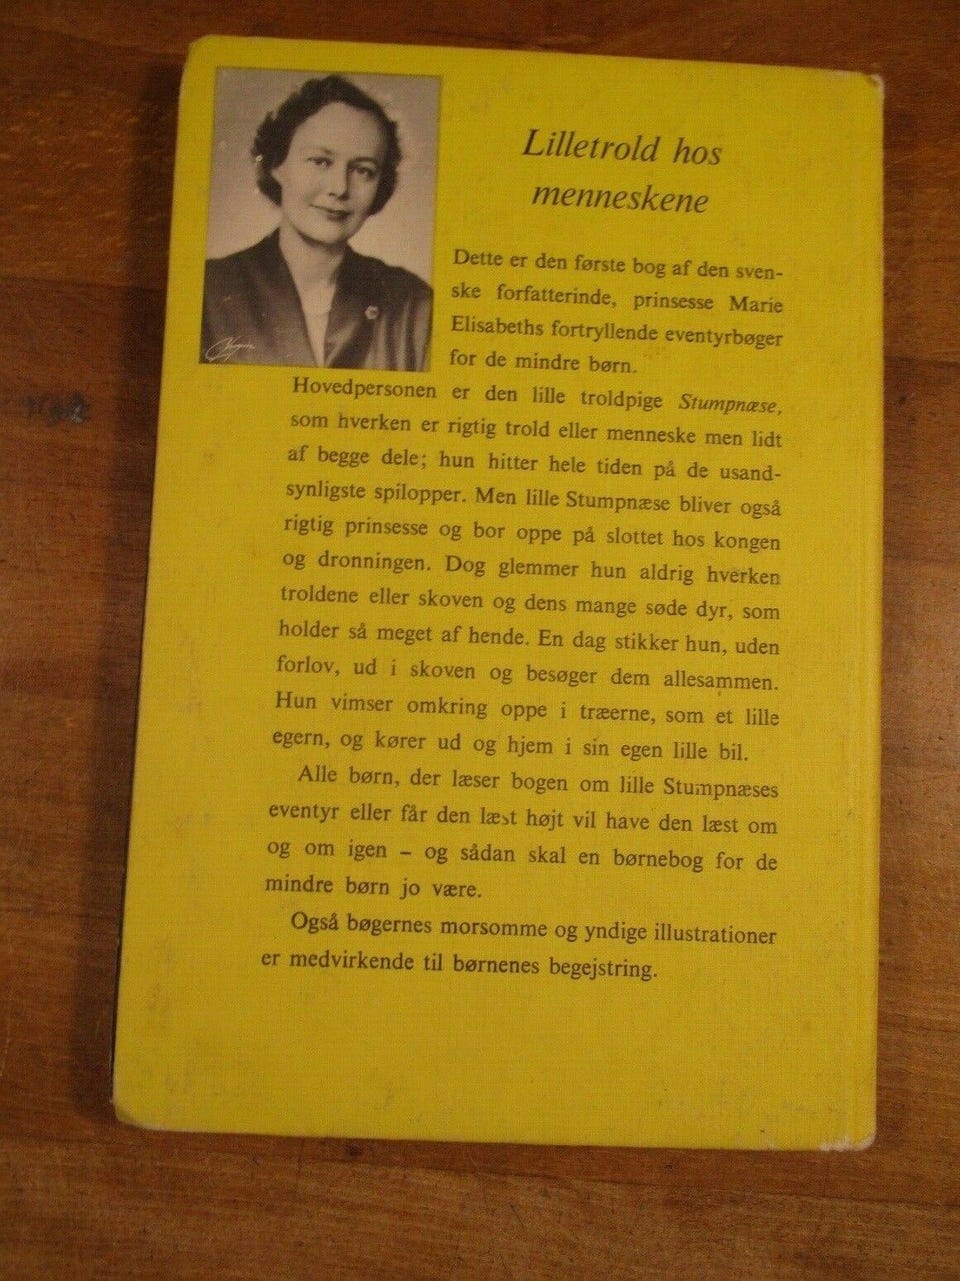 Lilletrold hos
menneskene
Dette er den første bog af den sven-
ske forfatterinde, prinsesse Marie
Elisabeths fortryllende eventyrbøger
for de mindre børn.
Hovedpersonen er den lille troldpige Stumpnæse,
som hverken er rigtig trold eller menneske men lidt
af begge dele; hun hitter hele tiden på de usand-
synligste spilopper. Men lille Stumpnæse bliver også
rigtig prinsesse og bor oppe på slottet hos kongen
og dronningen. Dog glemmer hun aldrig hverken
troldene eller skoven og dens mange søde dyr, som
holder så meget af hende. En dag stikker hun, uden
forlov, ud i skoven og besøger dem allesammen.
Hun vimser omkring oppe i træerne, som et lille
egern, og kører ud og hjem i sin egen lille bil.
Alle børn, der læser bogen om lille Stumpnæses
eventyr eller får den læst højt vil have den læst om
og om igen – og sådan skal en børnebog for de
mindre børn jo være.
Også bøgernes morsomme og yndige illustrationer
er medvirkende til børnenes begejstring.